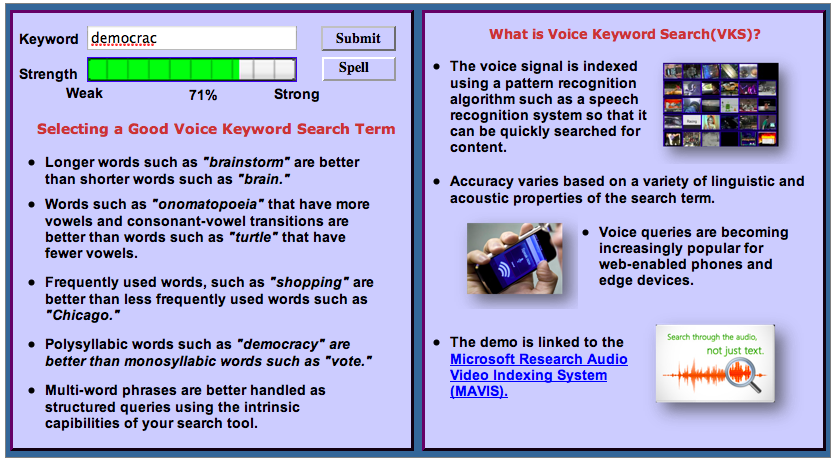 Keyword democrac Submit
Strength Spell
Weak 71% Strong
Selecting a Good Voice Keyword Search Term
• Longer words such as "brainstorm" are better
than shorter words such as "brain."
• Words such as "onomatopoeia" that have more
vowels and consonant-vowel transitions are
better than words such as "turtle" that have
fewer vowels.
• Frequently used words, such as "shopping" are
better than less frequently used words such as
"Chicago."
• Polysyllabic words such as "democracy" are
better than monosyllabic words such as "vote."
• Multi-word phrases are better handled as
structured queries using the intrinsic
capibilities of your search tool.
What is Voice Keyword Search(VKS)?
• The voice signal is indexed
using a pattern recognition
algorithm such as a speech
recognition system so that it
can be quickly searched for
content.
• Accuracy varies based on a variety of linguistic and
acoustic properties of the search term.
• Voice queries are becoming
increasingly popular for
web-enabled phones and
edge devices.
• The demo is linked to the
Microsoft Research Audio
Video Indexing System
(MAVIS).
Search through the audio,
not just text.